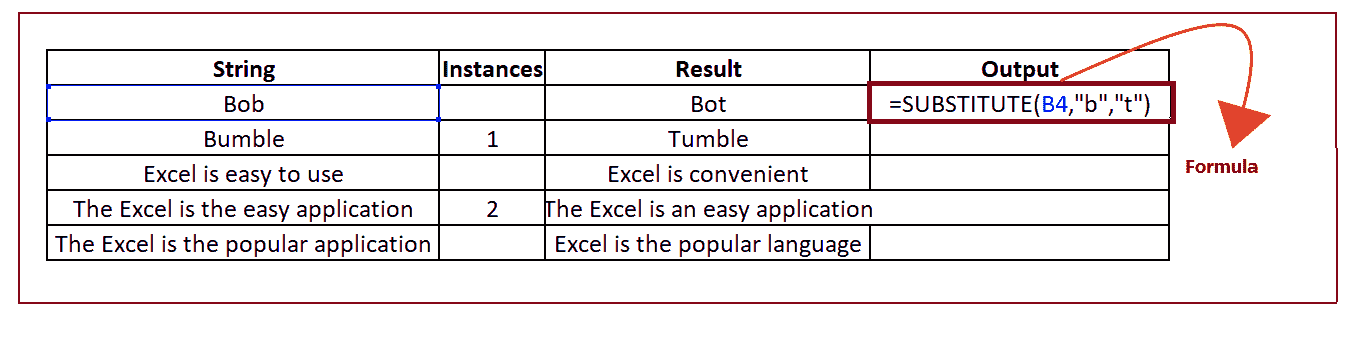 String Instances Result Output
Bob Bot =SUBSTITUTE(B4,"b","t")
Bumble 1 Tumble
Formula
Excel is easy to use Excel is convenient
The Excel is the easy application 2 The Excel is an easy application
The Excel is the popular application Excel is the popular language